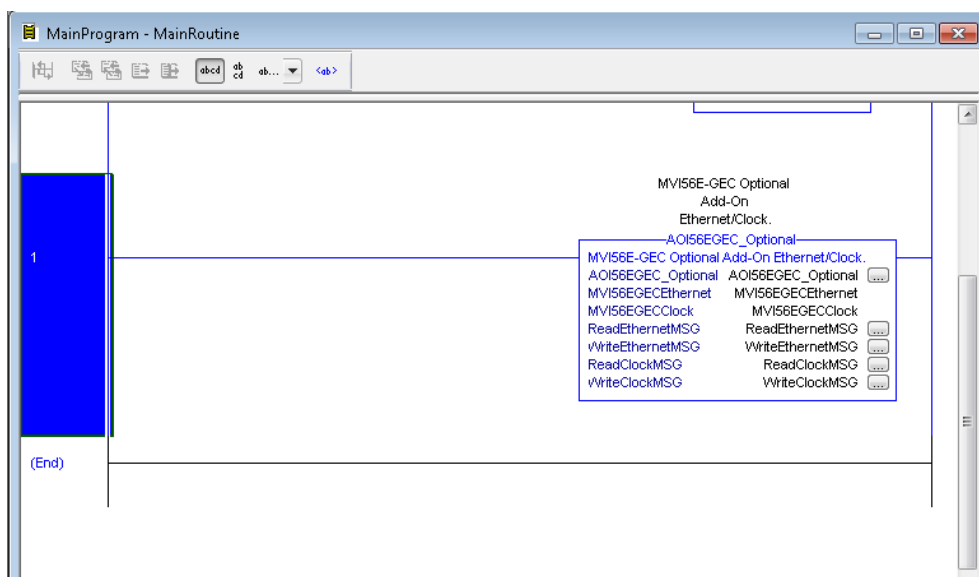 MainProgram - MainRoutine
abcd ab cd ab... <ab>
MVI56E-GEC Optional
Add-On
Ethernet/Clock.
AOI56EGEC_Optional
1
MVI56E-GEC Optional Add-On Ethernet/Clock.
AOI56EGEC_Optional AOI56EGEC_Optional ...
MVI56EGECEthernet MVI56EGECEthernet
MVI56EGECClock MVI56EGECClock
ReadEthernetMSG ReadEthernetMSG ...
WriteEthernetMSG WriteEthernetMSG ...
ReadClockMSG ReadClockMSG ...
WriteClockMSG WriteClockMSG ...
(End)